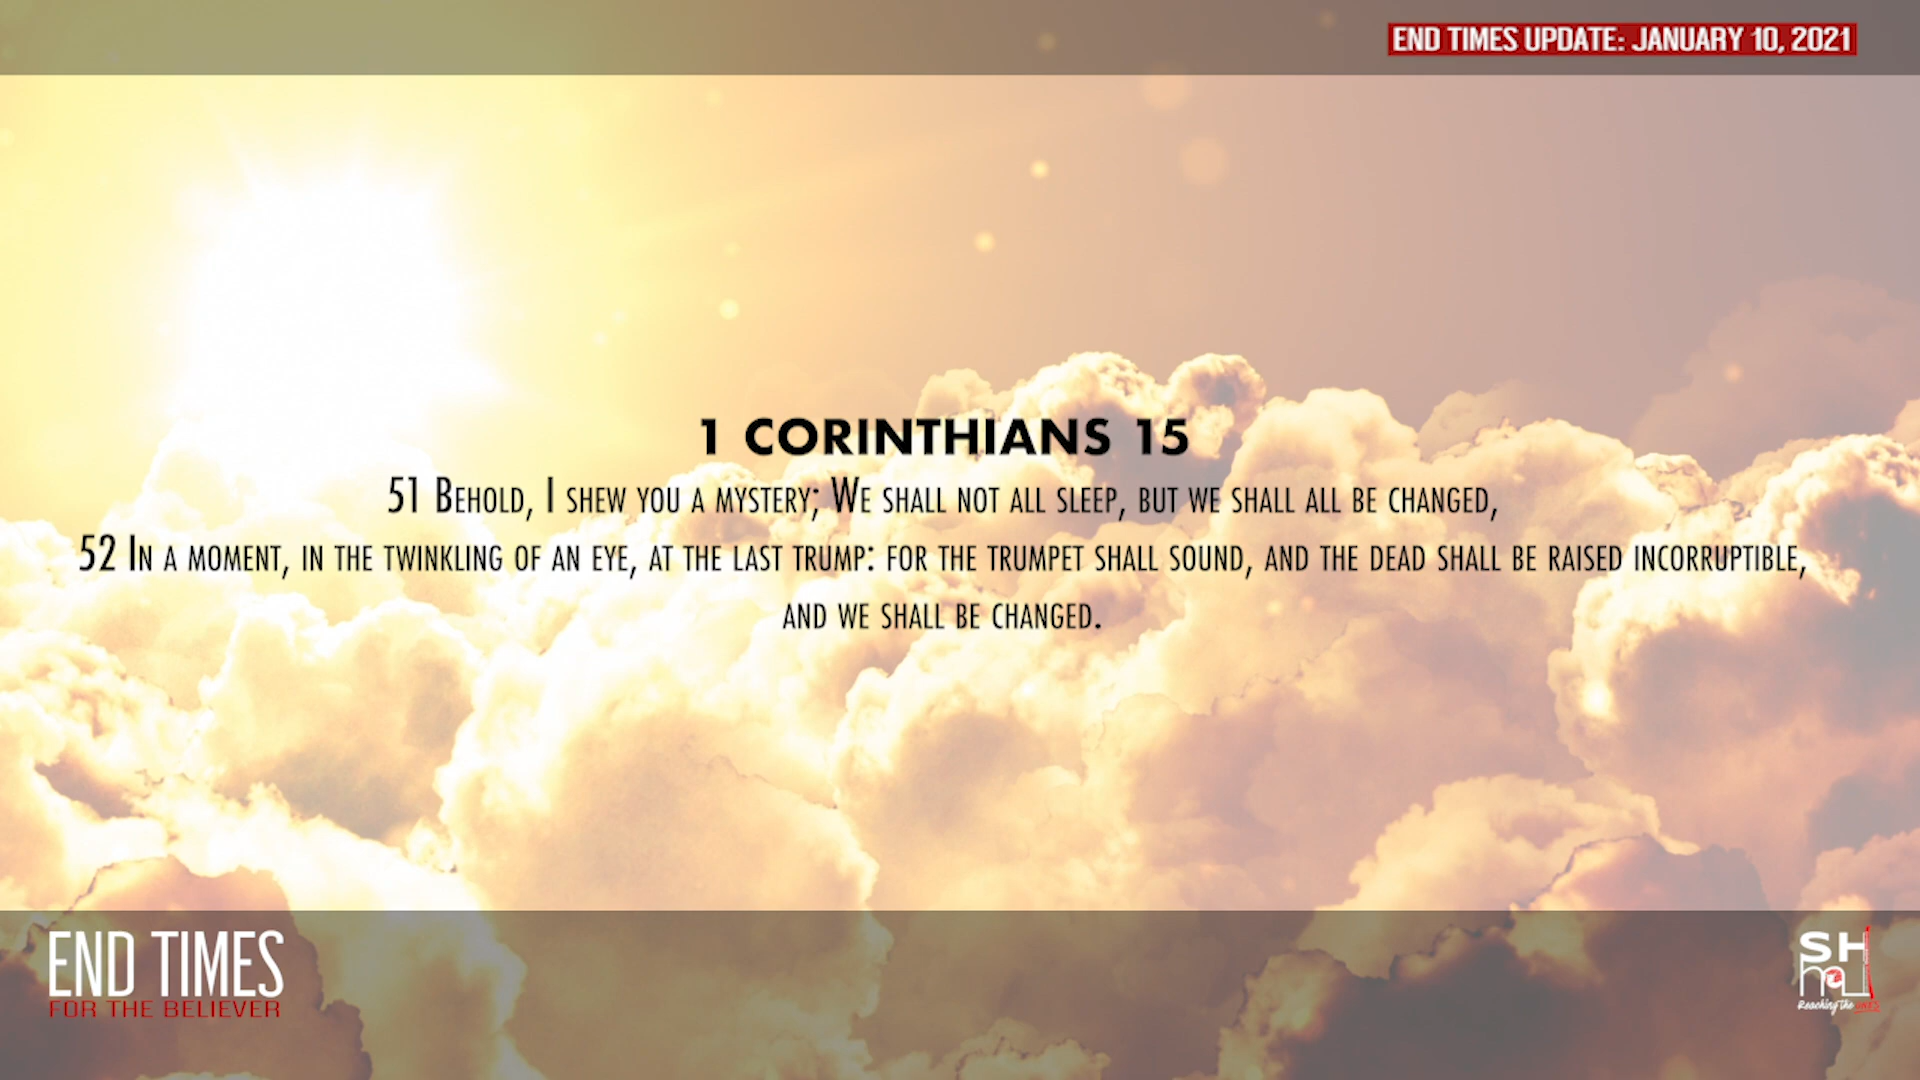 END TIMES UPDATE: JANUARY 10, 2021
1 CORINTHIANS 15
51 BEHOLD, I SHEW YOU A MYSTERY; WE SHALL NOT ALL SLEEP, BUT WE SHALL ALL BE CHANGED,
52 IN A MOMENT, IN THE TWINKLING OF AN EYE, AT THE LAST TRUMP: FOR THE TRUMPET SHALL SOUND, AND THE DEAD SHALL BE RAISED INCORRUPTIBLE,
AND WE SHALL BE CHANGED.
END TIMES
FOR THE BELIEVER
SH
Reaching the